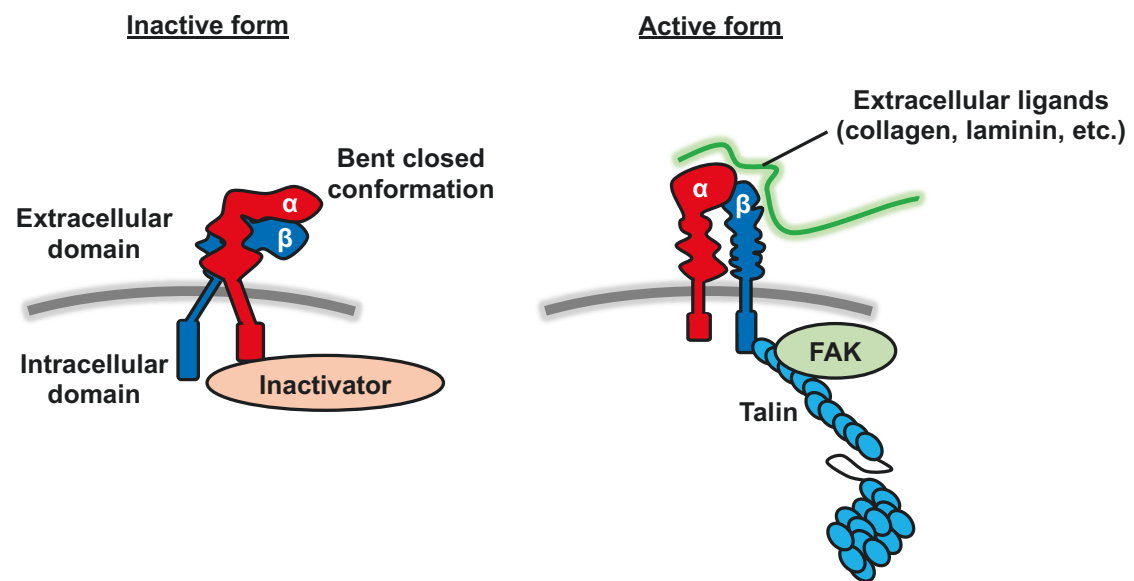 Inactive form
Active form
Extracellular ligands
(collagen, laminin, etc.)
Bent closed
conformation
α
β
α
β
Extracellular
domain
Intracellular
domain
Inactivator
FAK
Talin